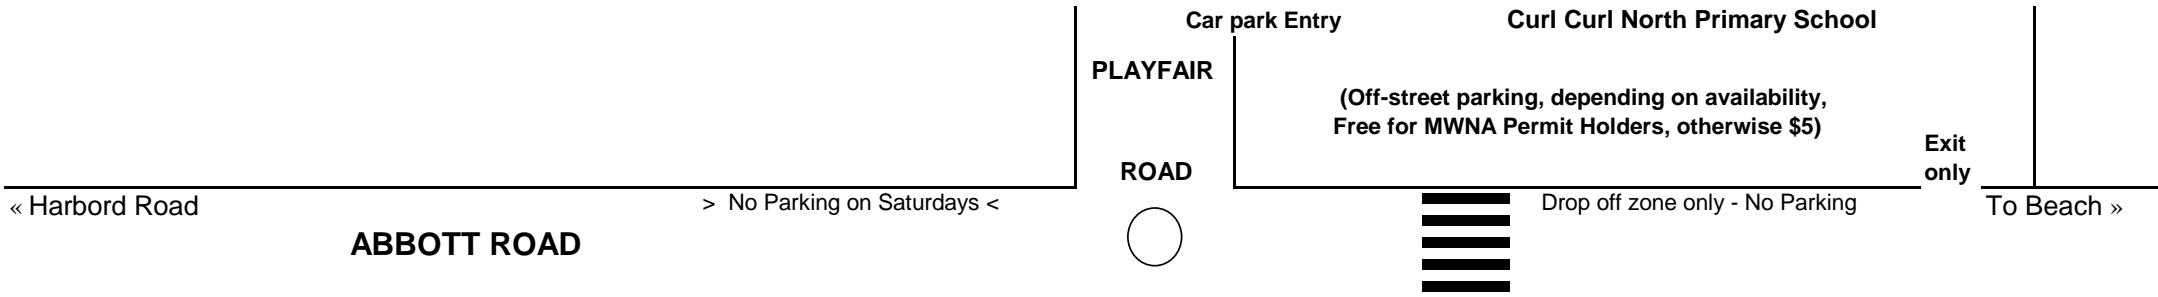 Car park Entry
Curl Curl North Primary School
PLAYFAIR
(Off-street parking, depending on availability,
Free for MWNA Permit Holders, otherwise $5)
Exit
only
ROAD
« Harbord Road
> No Parking on Saturdays <
Drop off zone only - No Parking
To Beach »
ABBOTT ROAD